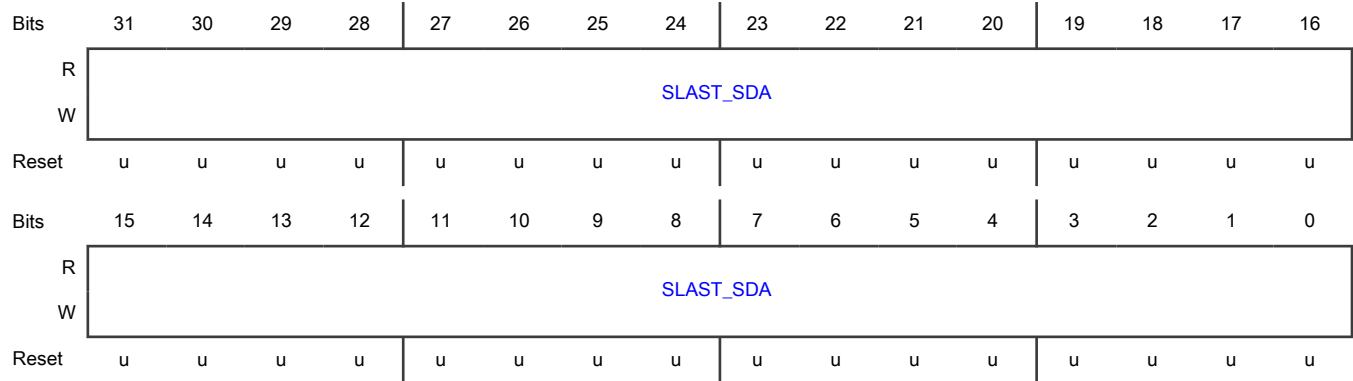 Bits 31 30 29 28 27 26 25 24 23 22 21 20 19 18 17 16
R
SLAST_SDA
W
Reset u u u u u u u u u u u u u u u u
Bits 15 14 13 12 11 10 9 8 7 6 5 4 3 2 1 0
R
SLAST_SDA
W
Reset u u u u u u u u u u u u u u u u